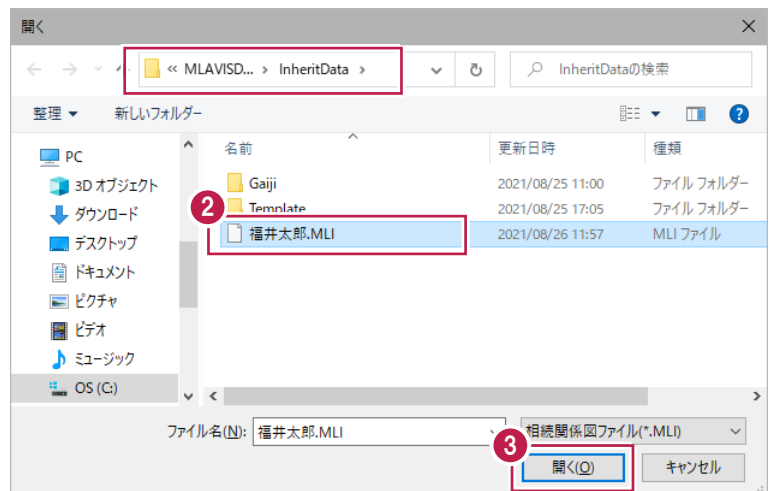 開く
« MLAVISD... › InheritData ›
InheritDataの検索
整理 新しいフォルダー
名前 更新日時 種類
PC
3D オブジェクト
ダウンロード
デスクトップ
ドキュメント
ピクチャ
ビデオ
ミュージック
OS (C:)
Gaiji 2021/08/25 11:00 ファイル フォルダー
2
Template 2021/08/25 17:05 ファイル フォルダー
福井太郎.MLI 2021/08/26 11:57 MLI ファイル
ファイル名(N): 福井太郎.MLI 相続関係図ファイル(*.MLI)
3
開く(O) キャンセル